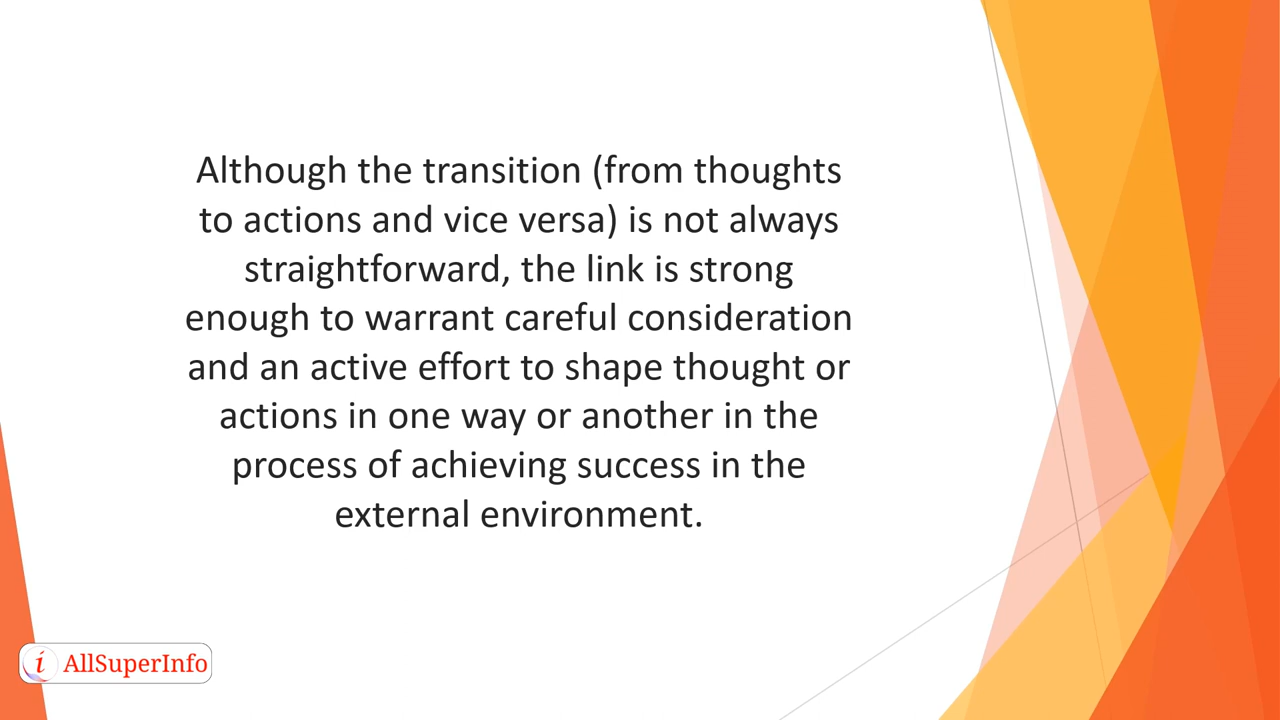 Although the transition (from thoughts
to actions and vice versa) is not always
straightforward, the link is strong
enough to warrant careful consideration
and an active effort to shape thought or
actions in one way or another in the
process of achieving success in the
external environment.
i AllSuperInfo